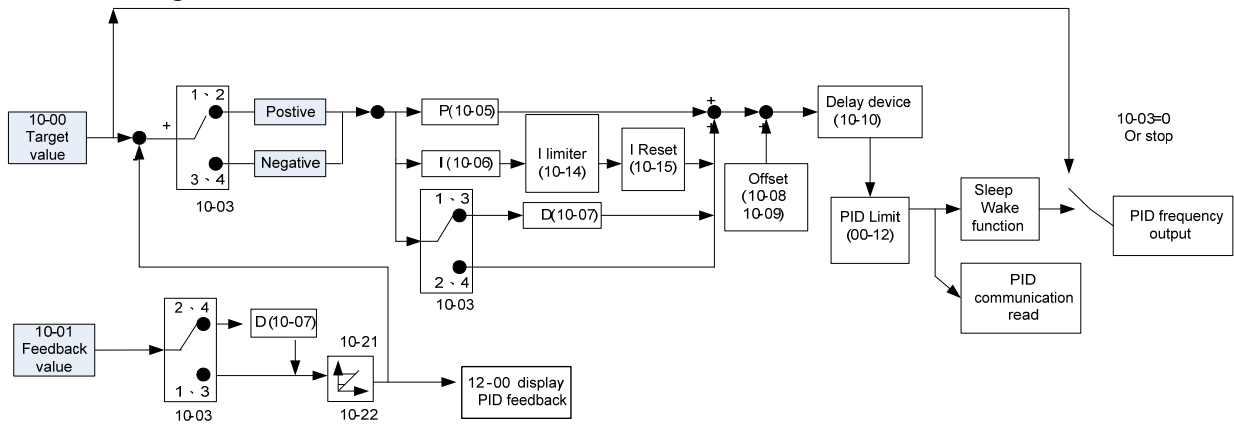 10-00
Target
value
+
1、2
3、4
10-03
Postive
Negative
P(10-05)
I(10-06)
I limiter
(10-14)
I Reset
(10-15)
1、3
2、4
10-03
D(10-07)
+
+
Offset
(10-08
10-09)
Delay device
(10-10)
PID Limit
(00-12)
Sleep
Wake
function
PID
communication
read
10-03=0
Or stop
PID frequency
output
10-01
Feedback
value
2、4
1、3
10-03
D(10-07)
10-21
10-22
12-00 display
PID feedback